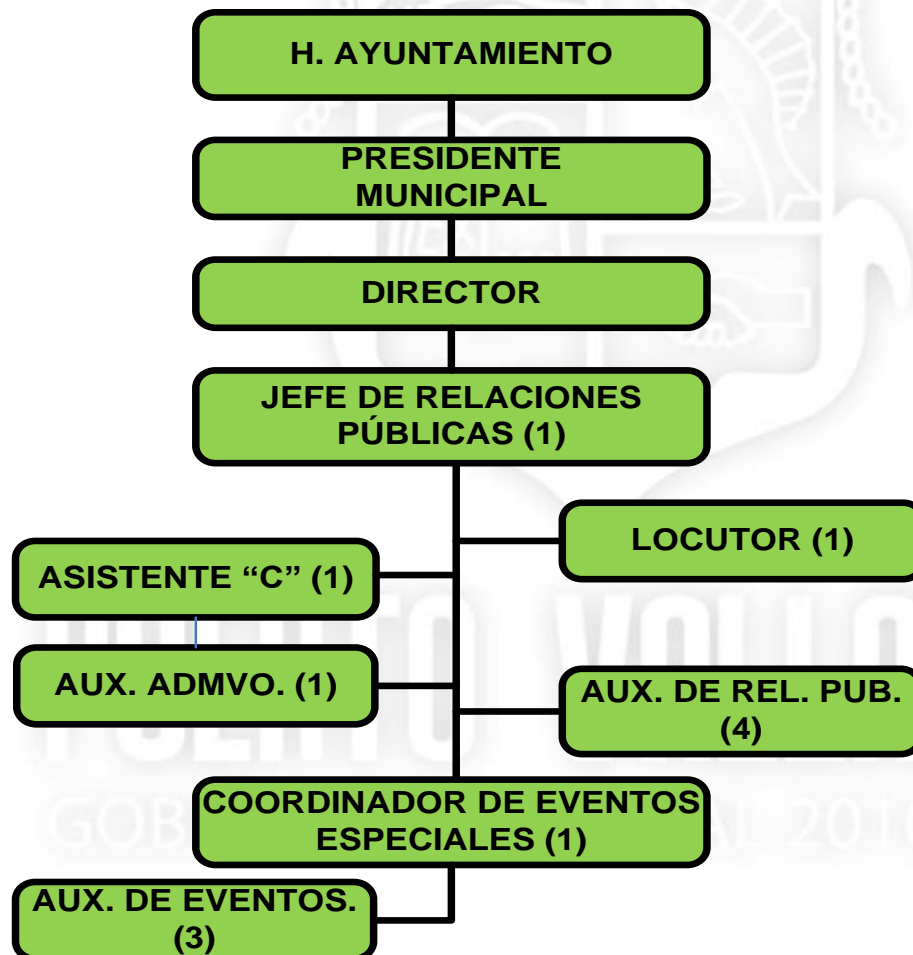 H. AYUNTAMIENTO
PRESIDENTE
MUNICIPAL
DIRECTOR
JEFE DE RELACIONES
PÚBLICAS (1)
LOCUTOR (1)
ASISTENTE “C” (1)
AUX. ADMVO. (1)
AUX. DE REL. PUB.
(4)
COORDINADOR DE EVENTOS
ESPECIALES (1)
AUX. DE EVENTOS.
(3)